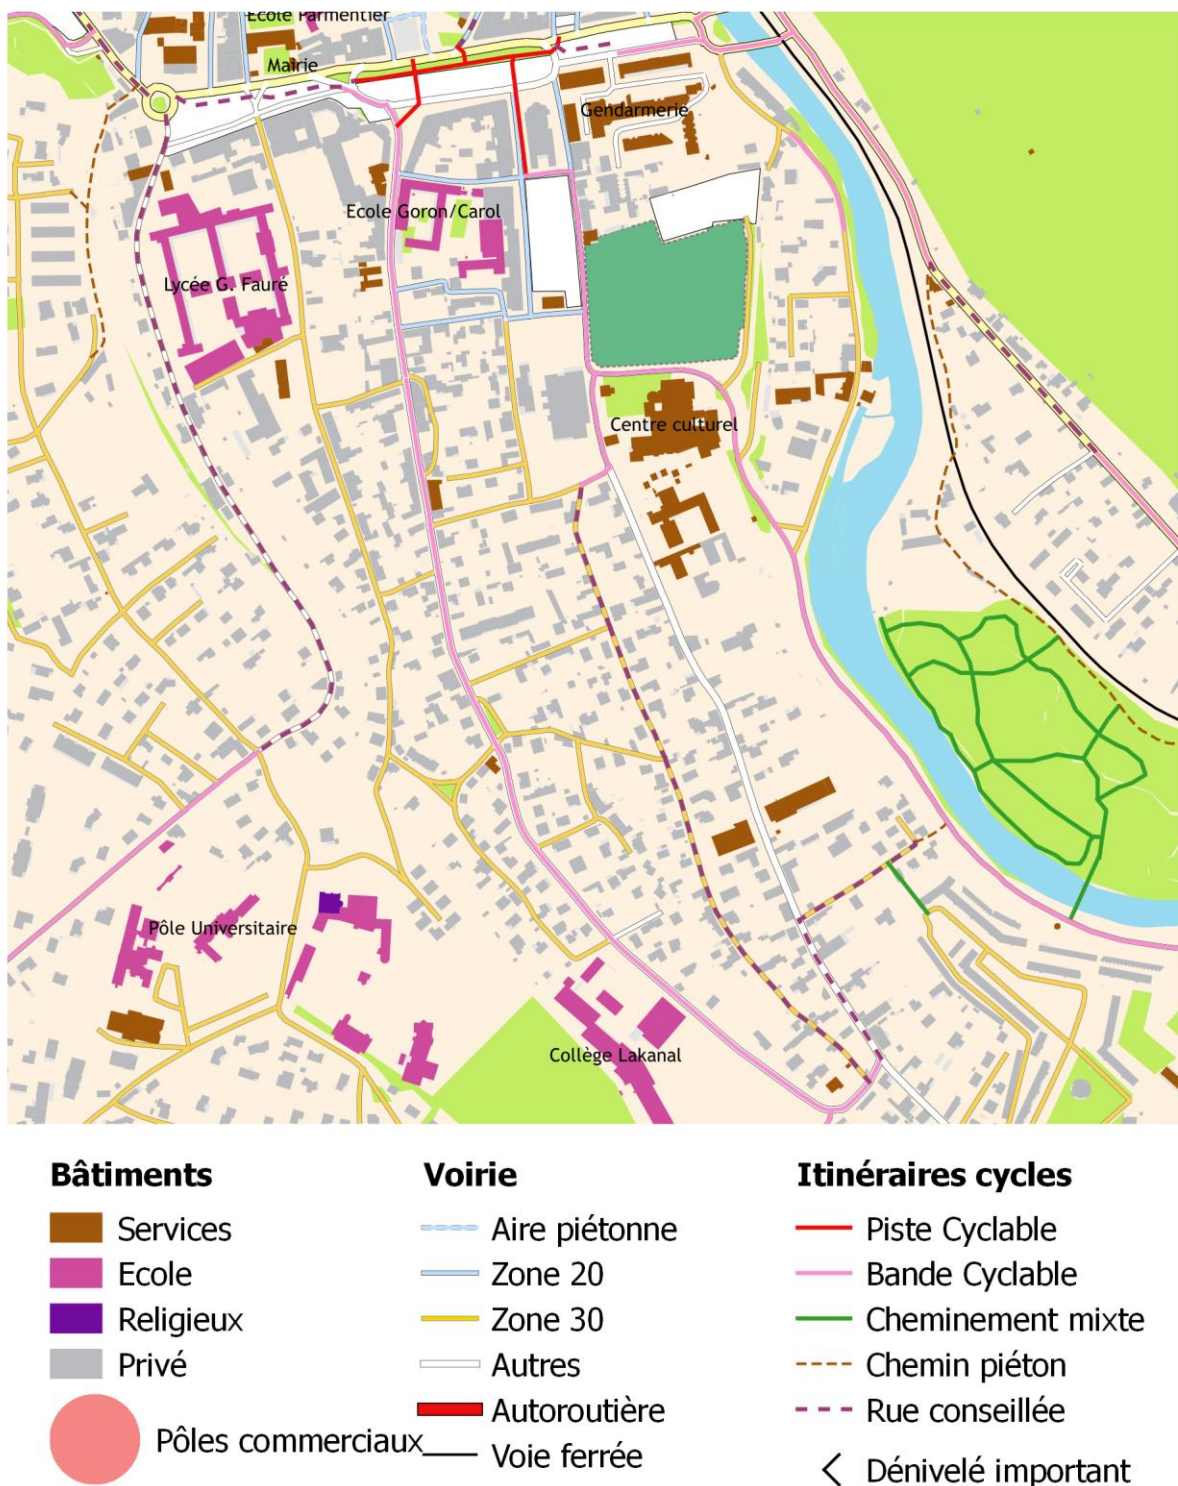 Ecole Parmentier
Mairie
Gendarmerie
Ecole Goron/Carol
Lycée G. Fauré
Centre culturel
Pôle Universitaire
Collège Lakanal
Bâtiments
Services
Ecole
Religieux
Privé
Pôles commerciaux
Voirie
Aire piétonne
Zone 20
Zone 30
Autres
Autoroutière
Voie ferrée
Itinéraires cycles
Piste Cyclable
Bande Cyclable
Cheminement mixte
Chemin piéton
Rue conseillée
Dénivelé important